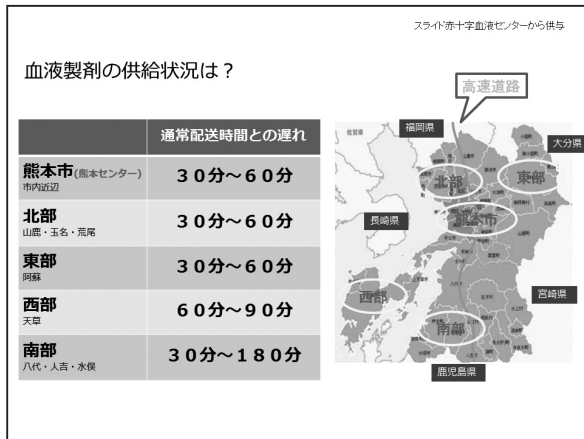 スライド赤十字血液センターから供与
血液製剤の供給状況は？
高速道路
通常配送時間との遅れ
熊本市(熊本センター)
市内近辺
３０分～６０分
北部
山鹿・玉名・荒尾
３０分～６０分
東部
阿蘇
３０分～６０分
西部
天草
６０分～９０分
南部
八代・人吉・水俣
３０分～１８０分
佐賀県
福岡県
大分県
北部
東部
長崎県
熊本市
宮崎県
西部
南部
鹿児島県